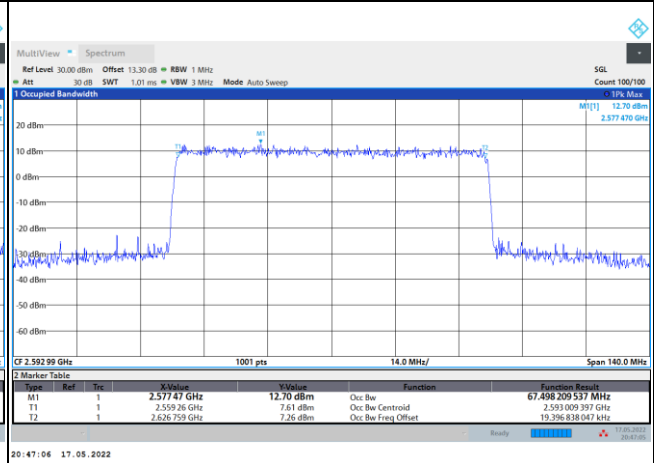 MultiView Spectrum
Ref Level 30.00 dBm Offset 13.30 dB RBW 1 MHz SGL
Att 30 dB SWT 1.01 ms VBW 3 MHz Mode Auto Sweep Count 100/100
1 Occupied Bandwidth 1Pk Max
M1[1] 12.70 dBm
2.577 470 GHz
20 dBm
M1
T1 T2
10 dBm
0 dBm
-10 dBm
-20 dBm
-30 dBm
-40 dBm
-50 dBm
-60 dBm
CF 2.592 99 GHz 1001 pts 14.0 MHz/ Span 140.0 MHz
2 Marker Table
Type Ref Trc X-Value Y-Value Function Function Result
M1 1 2.577 47 GHz 12.70 dBm Occ Bw 67.498 209 537 MHz
T1 1 2.559 26 GHz 7.61 dBm Occ Bw Centroid 2.593 009 397 GHz
T2 1 2.626 759 GHz 7.26 dBm Occ Bw Freq Offset 19.396 838 047 kHz
Ready 17.05.2022
20:47:05
20:47:06 17.05.2022